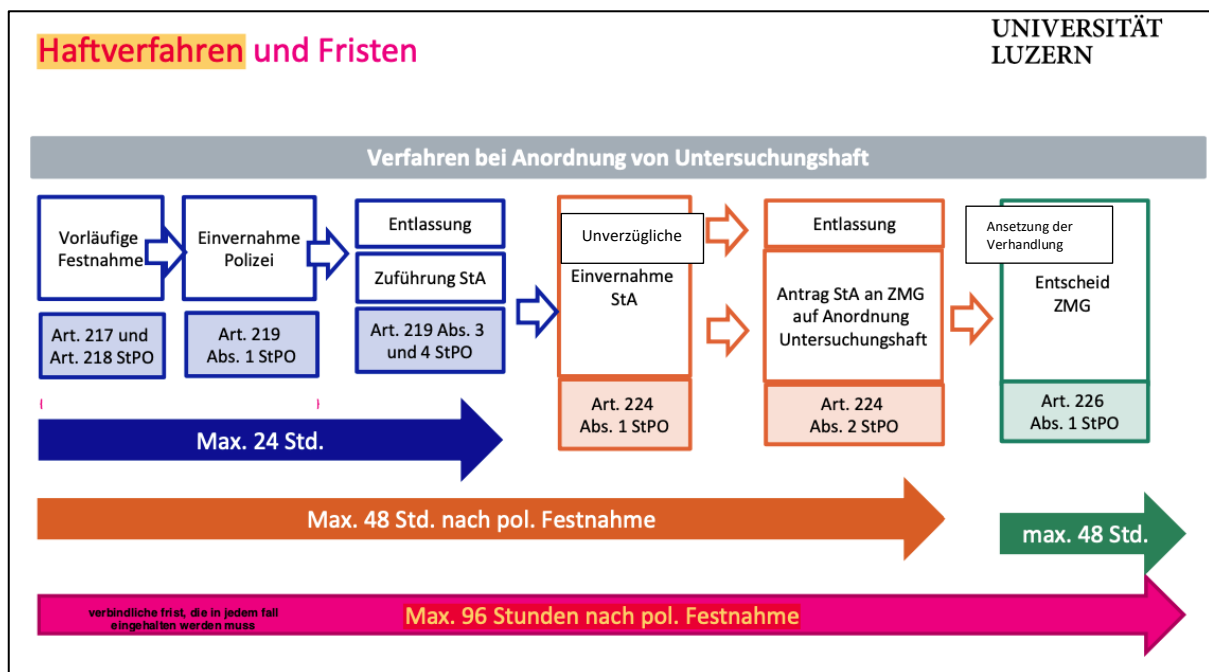 Haftverfahren und Fristen
UNIVERSITÄT
LUZERN
Verfahren bei Anordnung von Untersuchungshaft
Vorläufige
Festnahme
Art. 217 und
Art. 218 StPO
Einvernahme
Polizei
Art. 219
Abs. 1 StPO
Entlassung
Zuführung StA
Art. 219 Abs. 3
und 4 StPO
Unverzügliche
Einvernahme
StA
Art. 224
Abs. 1 StPO
Entlassung
Antrag StA an ZMG
auf Anordnung
Untersuchungshaft
Art. 224
Abs. 2 StPO
Ansetzung der
Verhandlung
Entscheid
ZMG
Art. 226
Abs. 1 StPO
Max. 24 Std.
Max. 48 Std. nach pol. Festnahme
max. 48 Std.
verbindliche frist, die in jedem fall
eingehalten werden muss
Max. 96 Stunden nach pol. Festnahme